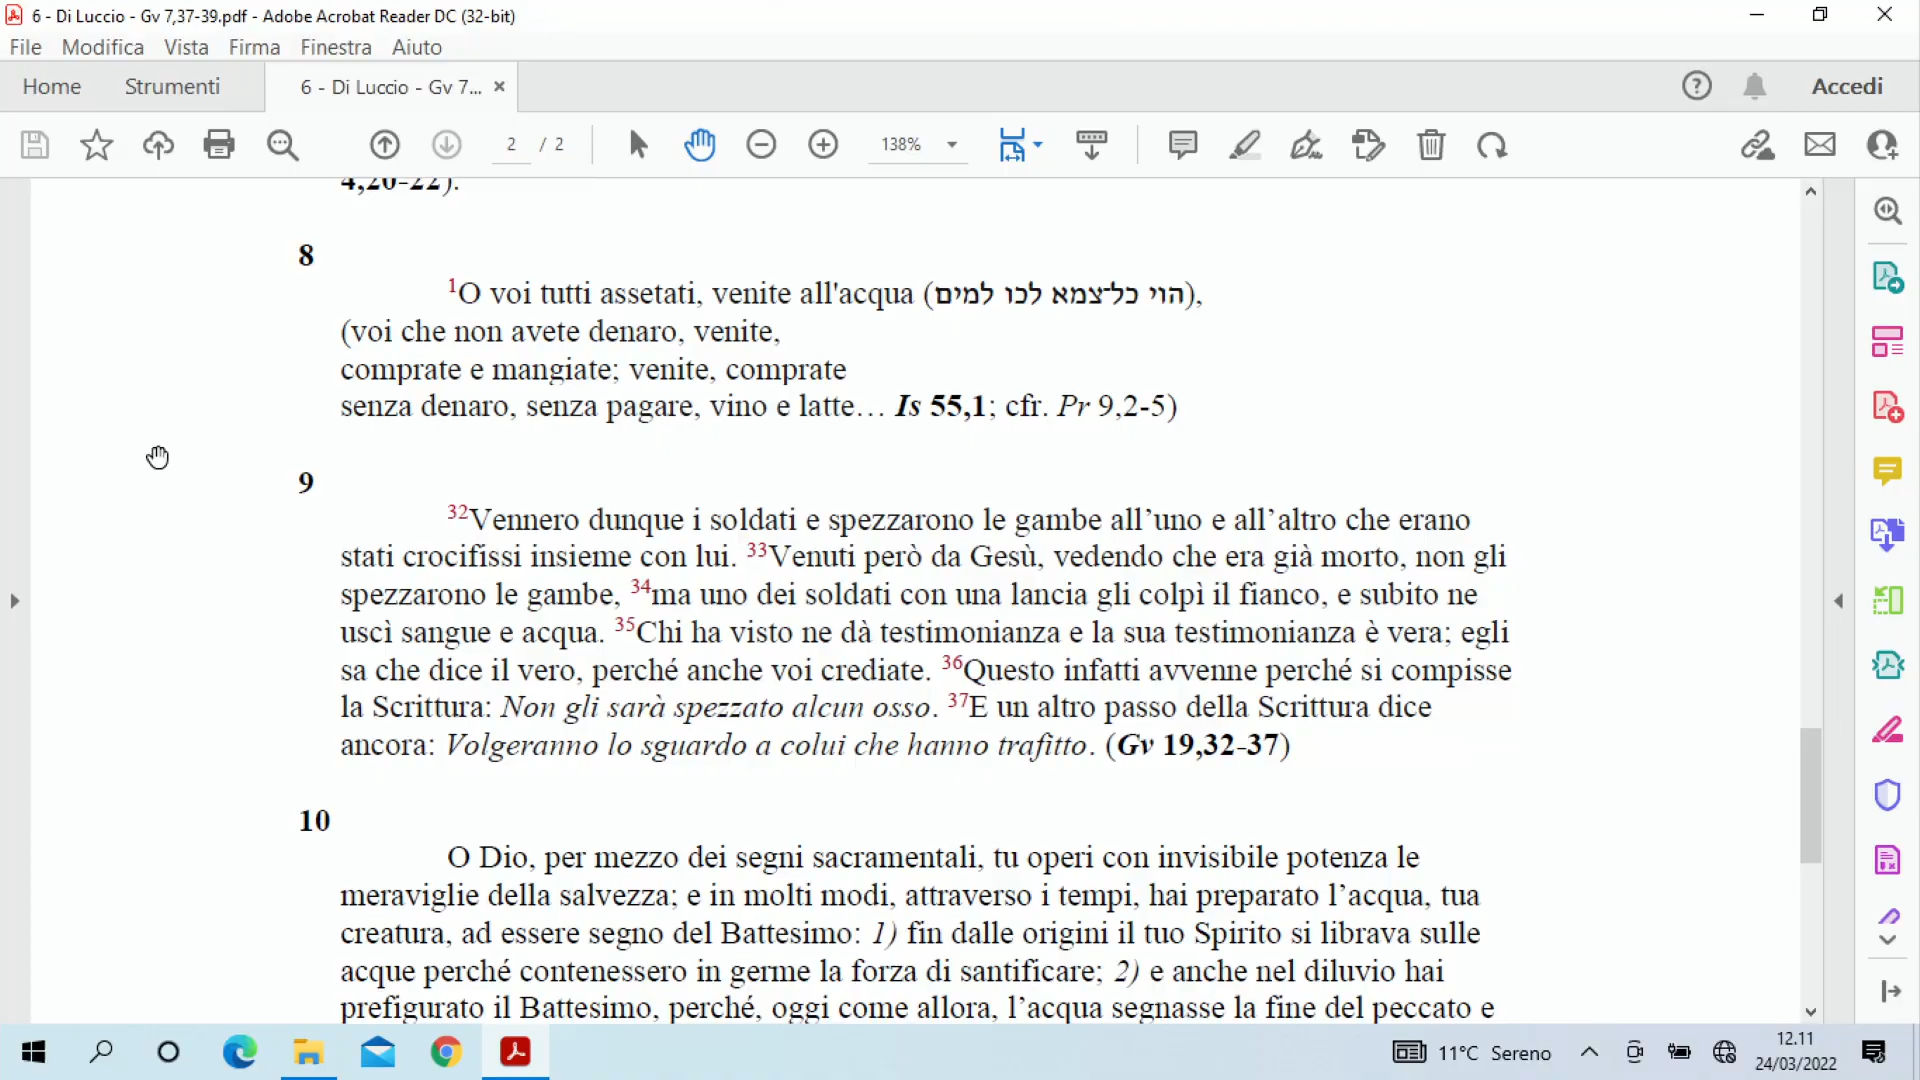 6 - Di Luccio - Gv 7,37-39.pdf - Adobe Acrobat Reader DC (32-bit)
File Modifica Vista Firma Finestra Aiuto
Home Strumenti 6 - Di Luccio - Gv 7... × Accedi
2 / 2 138%
4,20-22).
8
1O voi tutti assetati, venite all'acqua (הוי כל־צמא לכו למים),
(voi che non avete denaro, venite,
comprate e mangiate; venite, comprate
senza denaro, senza pagare, vino e latte… Is 55,1; cfr. Pr 9,2-5)
9
32Vennero dunque i soldati e spezzarono le gambe all’uno e all’altro che erano
stati crocifissi insieme con lui. 33Venuti però da Gesù, vedendo che era già morto, non gli
spezzarono le gambe, 34ma uno dei soldati con una lancia gli colpì il fianco, e subito ne
uscì sangue e acqua. 35Chi ha visto ne dà testimonianza e la sua testimonianza è vera; egli
sa che dice il vero, perché anche voi crediate. 36Questo infatti avvenne perché si compisse
la Scrittura: Non gli sarà spezzato alcun osso. 37E un altro passo della Scrittura dice
ancora: Volgeranno lo sguardo a colui che hanno trafitto. (Gv 19,32-37)
10
O Dio, per mezzo dei segni sacramentali, tu operi con invisibile potenza le
meraviglie della salvezza; e in molti modi, attraverso i tempi, hai preparato l’acqua, tua
creatura, ad essere segno del Battesimo: 1) fin dalle origini il tuo Spirito si librava sulle
acque perché contenessero in germe la forza di santificare; 2) e anche nel diluvio hai
prefigurato il Battesimo, perché, oggi come allora, l’acqua segnasse la fine del peccato e
11°C Sereno 12.11
24/03/2022